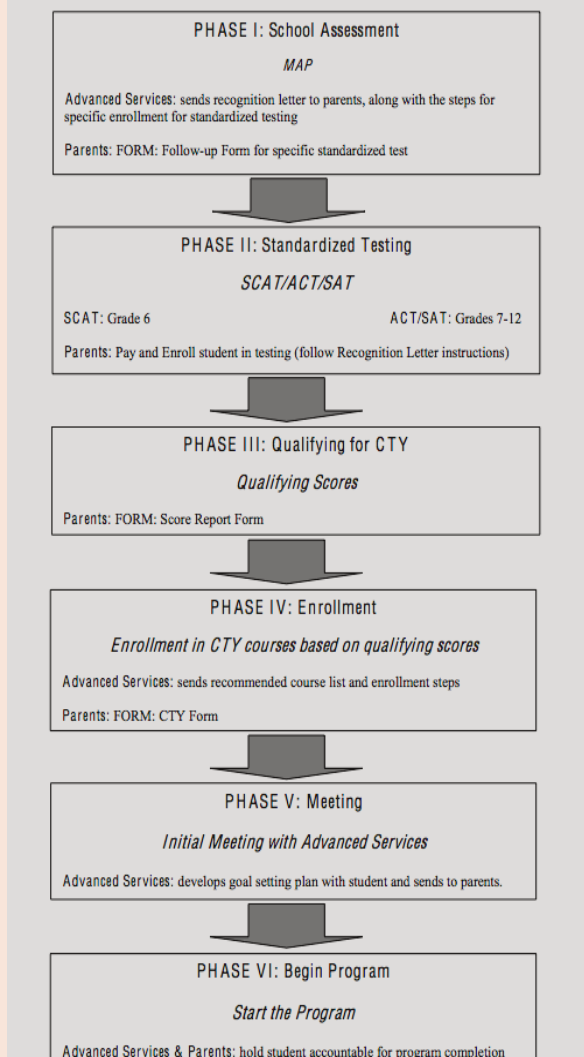 PHASE I: School Assessment
MAP
Advanced Services: sends recognition letter to parents, along with the steps for
specific enrollment for standardized testing
Parents: FORM: Follow-up Form for specific standardized test
PHASE II: Standardized Testing
SCAT/ACT/SAT
SCAT: Grade 6 ACT/SAT: Grades 7-12
Parents: Pay and Enroll student in testing (follow Recognition Letter instructions)
PHASE III: Qualifying for CTY
Qualifying Scores
Parents: FORM: Score Report Form
PHASE IV: Enrollment
Enrollment in CTY courses based on qualifying scores
Advanced Services: sends recommended course list and enrollment steps
Parents: FORM: CTY Form
PHASE V: Meeting
Initial Meeting with Advanced Services
Advanced Services: develops goal setting plan with student and sends to parents.
PHASE VI: Begin Program
Start the Program
Advanced Services & Parents: hold student accountable for program completion